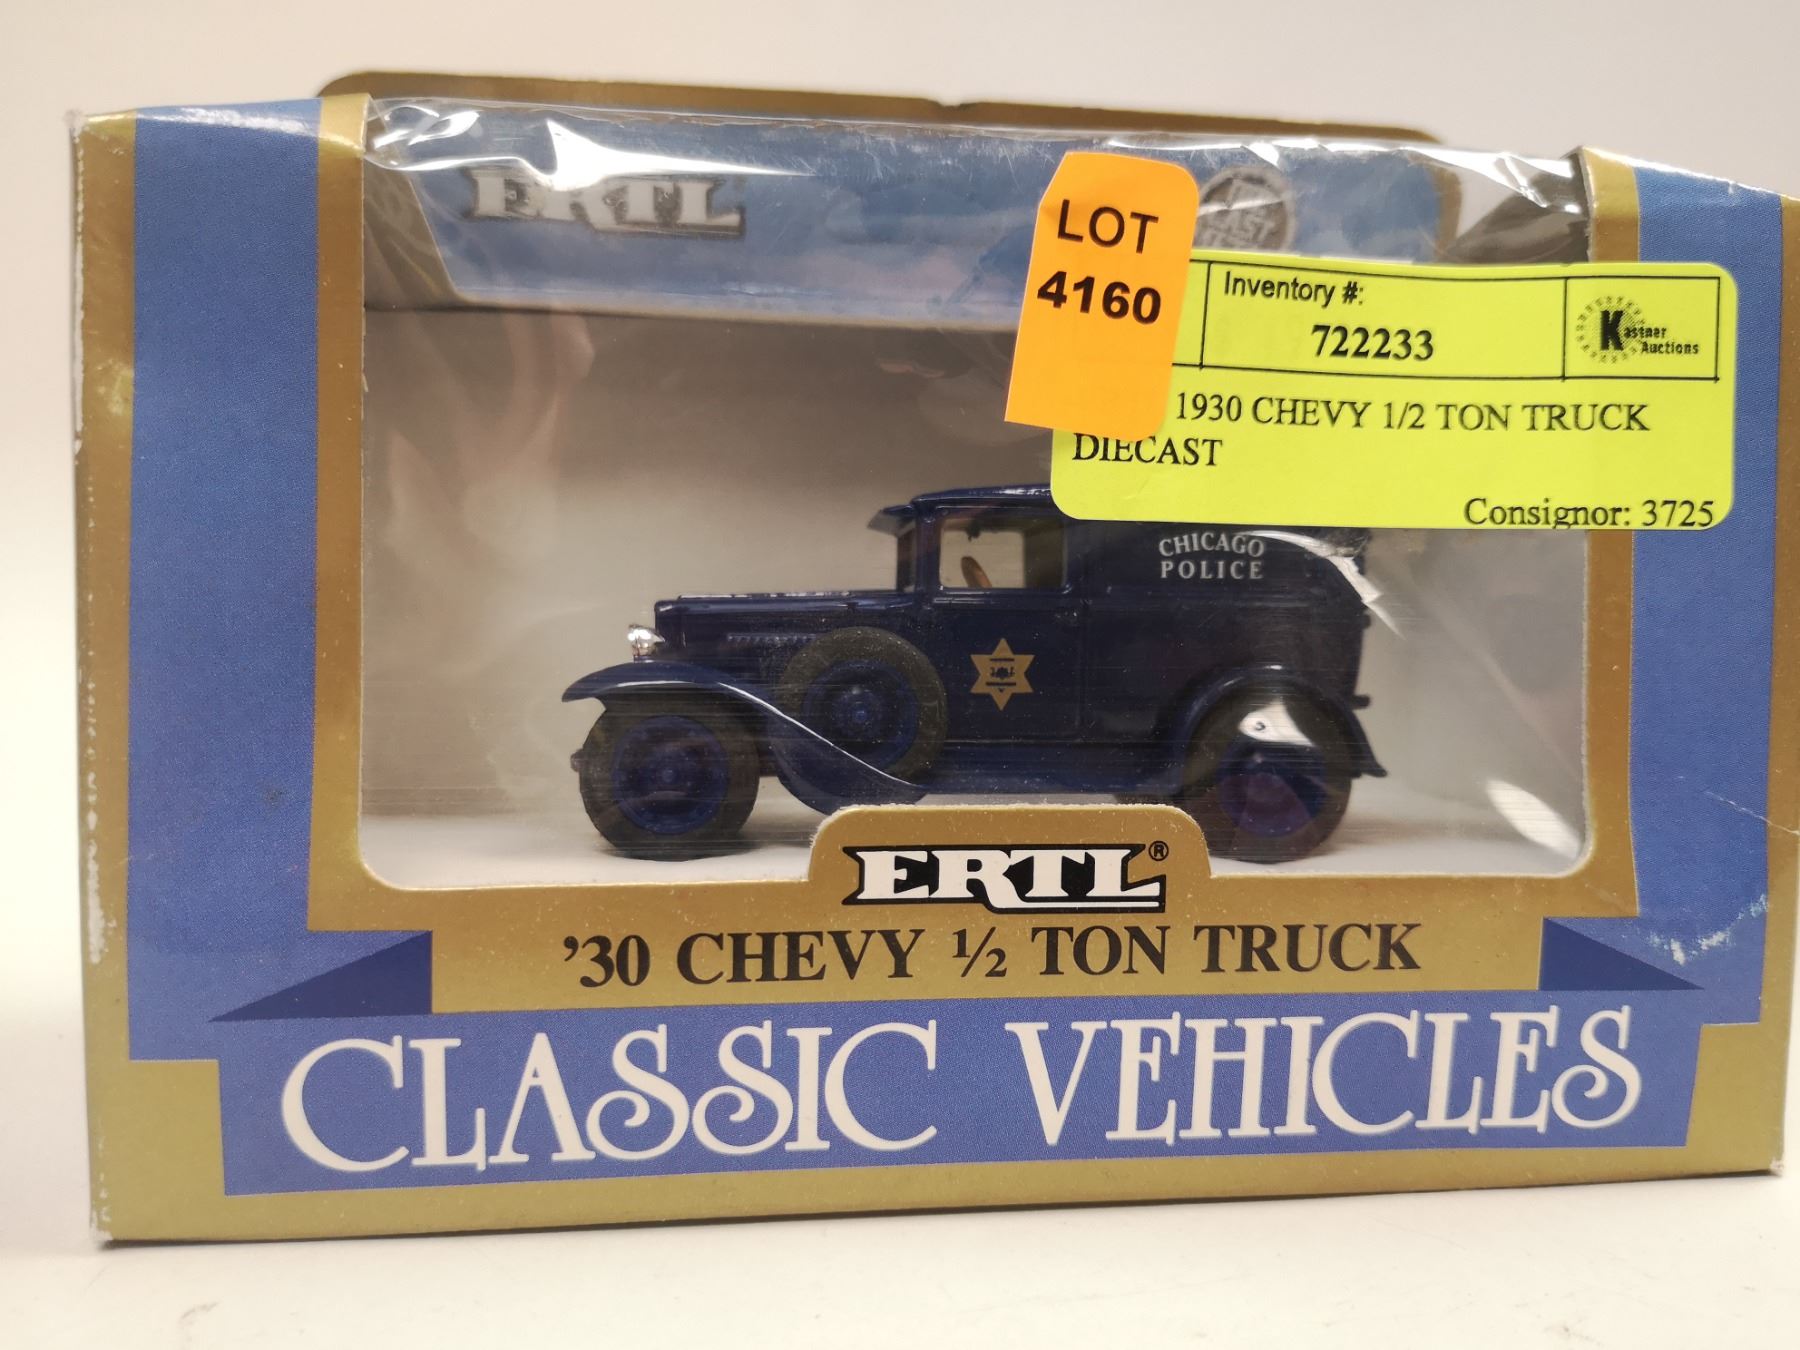 ERTL
LOT
4160
Inventory #:
722233
Kastner
Auctions
1930 CHEVY 1/2 TON TRUCK
DIECAST
Consignor: 3725
CHICAGO
POLICE
ERTL®
'30 CHEVY ½ TON TRUCK
CLASSIC VEHICLES